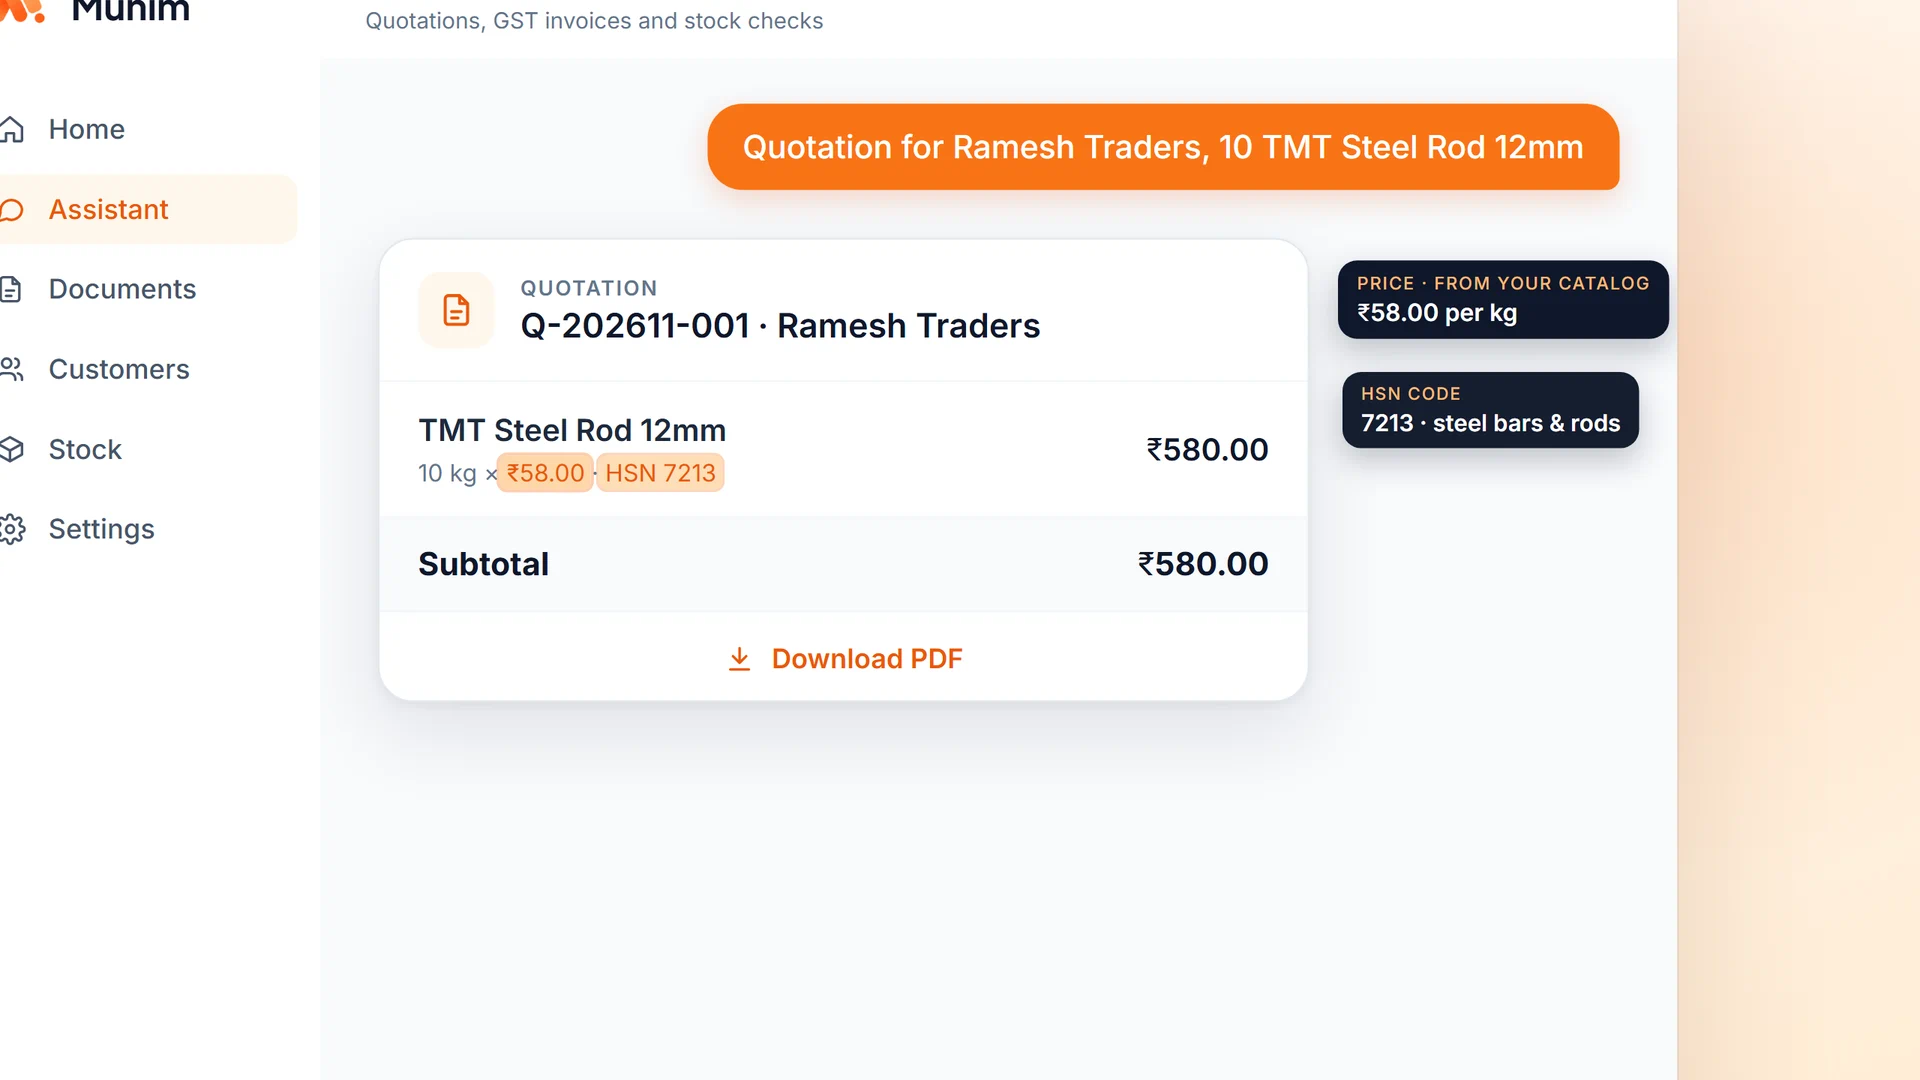 Munim
Quotations, GST invoices and stock checks
Home
Assistant
Documents
Customers
Stock
Settings
Quotation for Ramesh Traders, 10 TMT Steel Rod 12mm
QUOTATION
Q-202611-001 · Ramesh Traders
TMT Steel Rod 12mm
10 kg × ₹58.00 · HSN 7213
₹580.00
Subtotal
₹580.00
Download PDF
PRICE · FROM YOUR CATALOG
₹58.00 per kg
HSN CODE
7213 · steel bars & rods